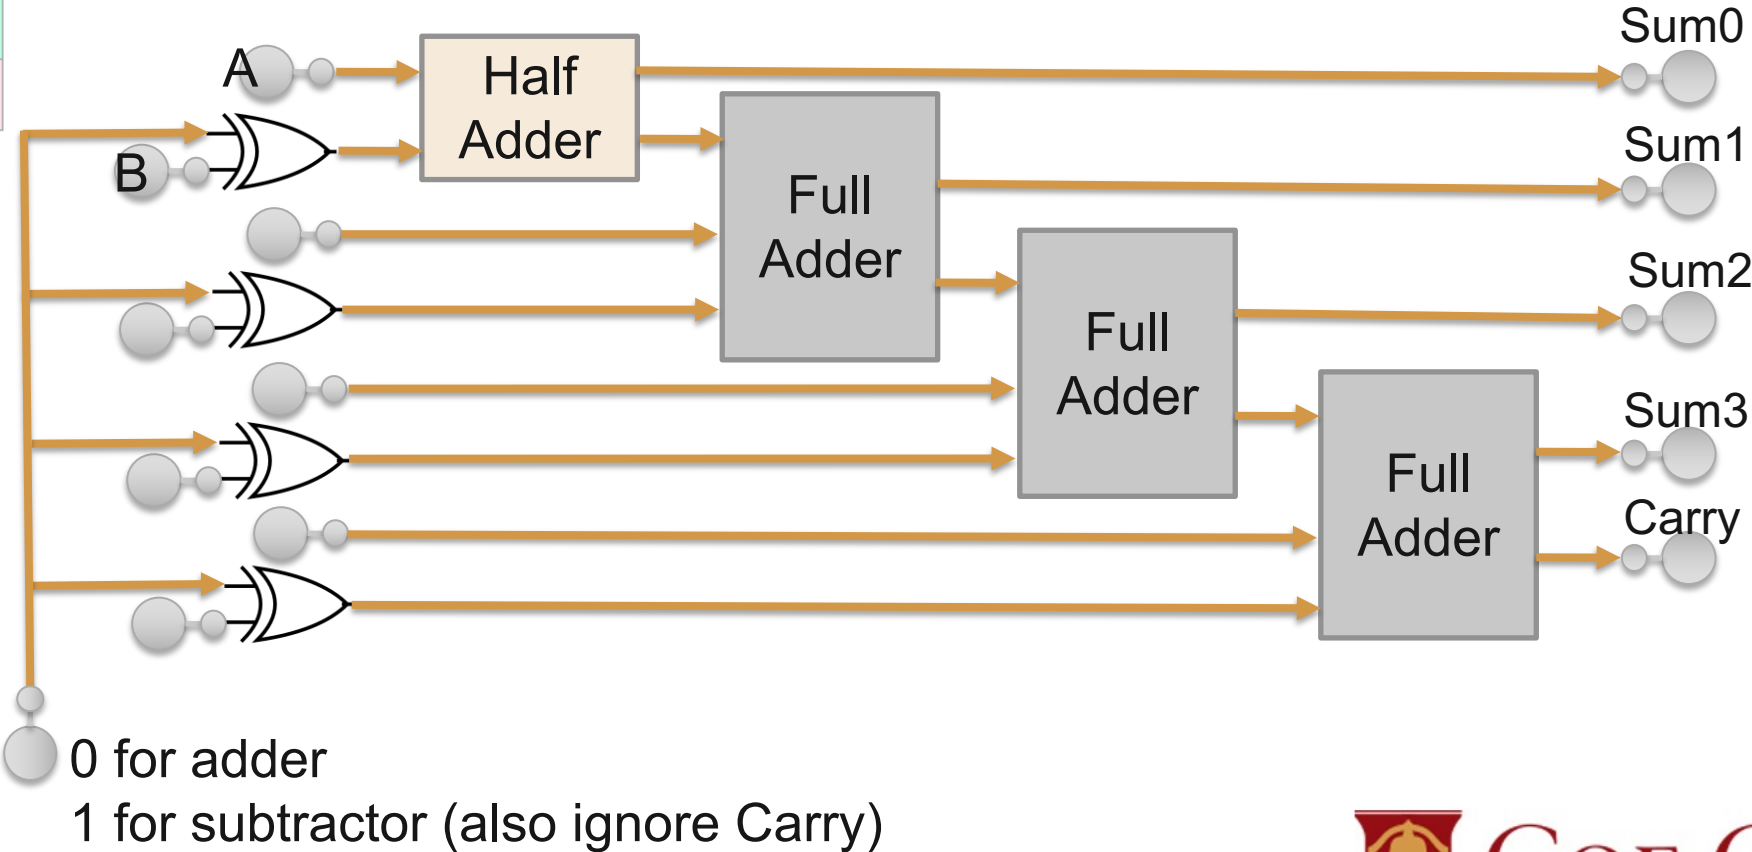 Sum0
A
Half
Adder
Sum1
B
Full
Adder
Sum2
Full
Adder
Sum3
Full
Adder
Carry
0 for adder
1 for subtractor (also ignore Carry)